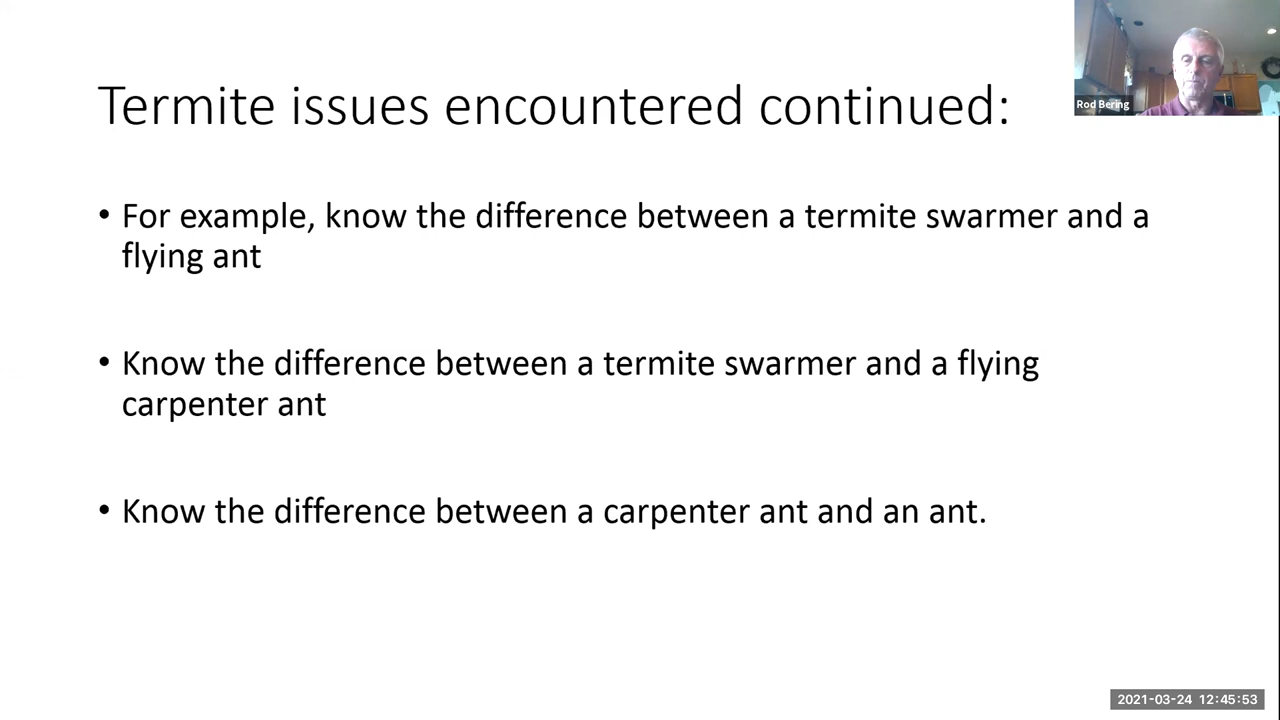 Termite issues encountered continued:
Rod Bering
• For example, know the difference between a termite swarmer and a
flying ant
• Know the difference between a termite swarmer and a flying
carpenter ant
• Know the difference between a carpenter ant and an ant.
2021-03-24 12:45:53